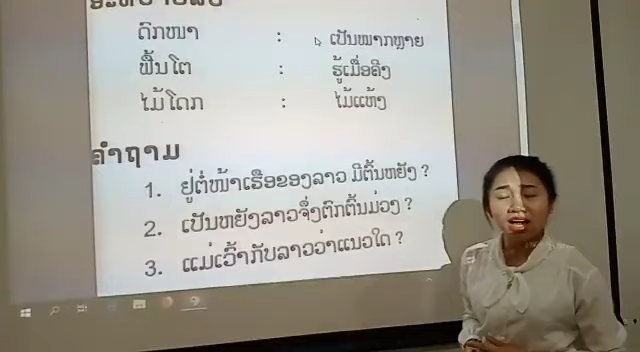 ດົກໜາ : ເປັນໝາກຫຼາຍ
ຟື້ນໂຕ : ຮູ້ເມື່ອຄີງ
ໄມ້ໂດກ : ໄມ້ແຫ້ງ
ຄຳຖາມ
1. ຢູ່ຕໍ່ໜ້າເຮືອຂອງລາວ ມີຕົ້ນຫຍັງ ?
2. ເປັນຫຍັງລາວຈຶ່ງຕົກຕົ້ນມ່ວງ ?
3. ແມ່ເວົ້າກັບລາວວ່າແນວໃດ ?